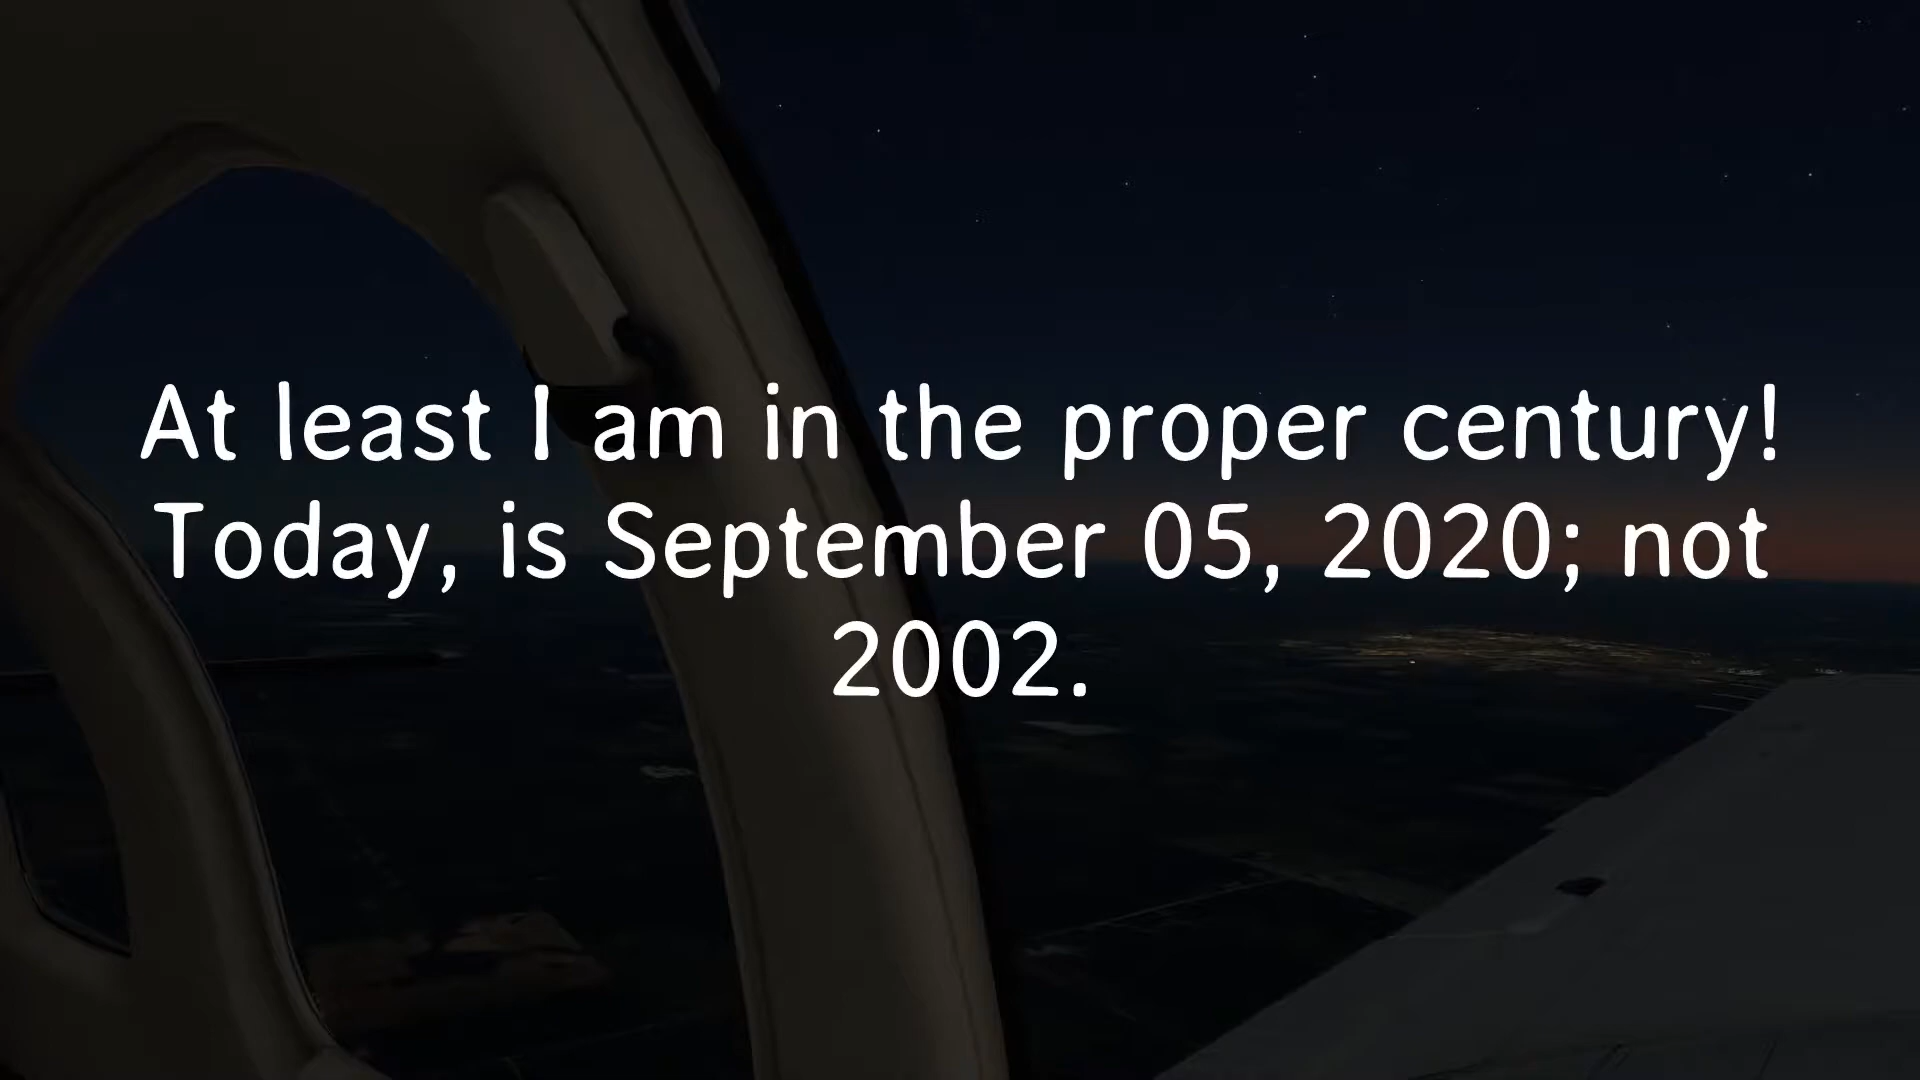 At least I am in the proper century!
Today, is September 05, 2020; not
2002.